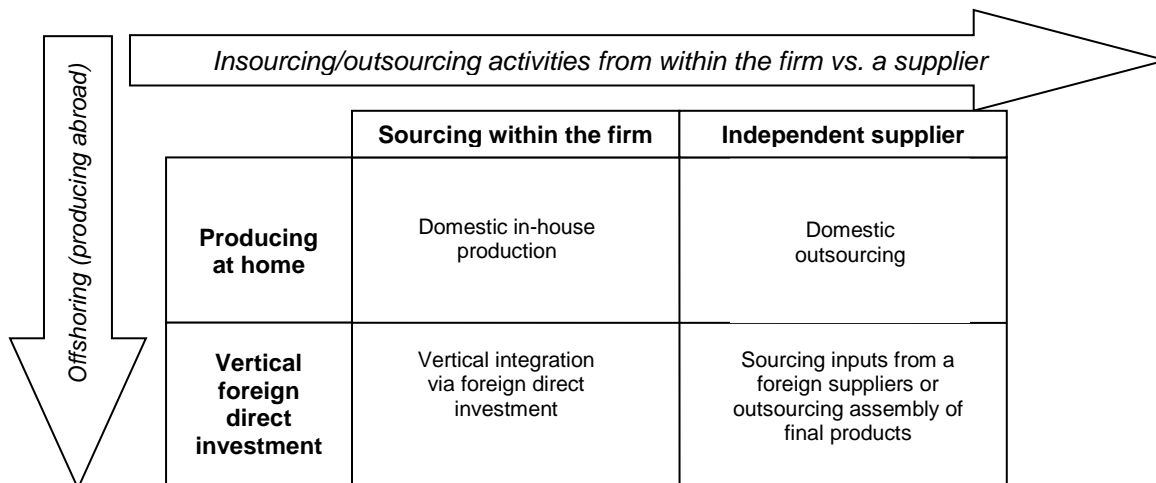 Insourcing/outsourcing activities from within the firm vs. a supplier
Offshoring (producing abroad)
Sourcing within the firm
Independent supplier
Producing
at home
Domestic in-house
production
Domestic
outsourcing
Vertical
foreign
direct
investment
Vertical integration
via foreign direct
investment
Sourcing inputs from a
foreign suppliers or
outsourcing assembly of
final products